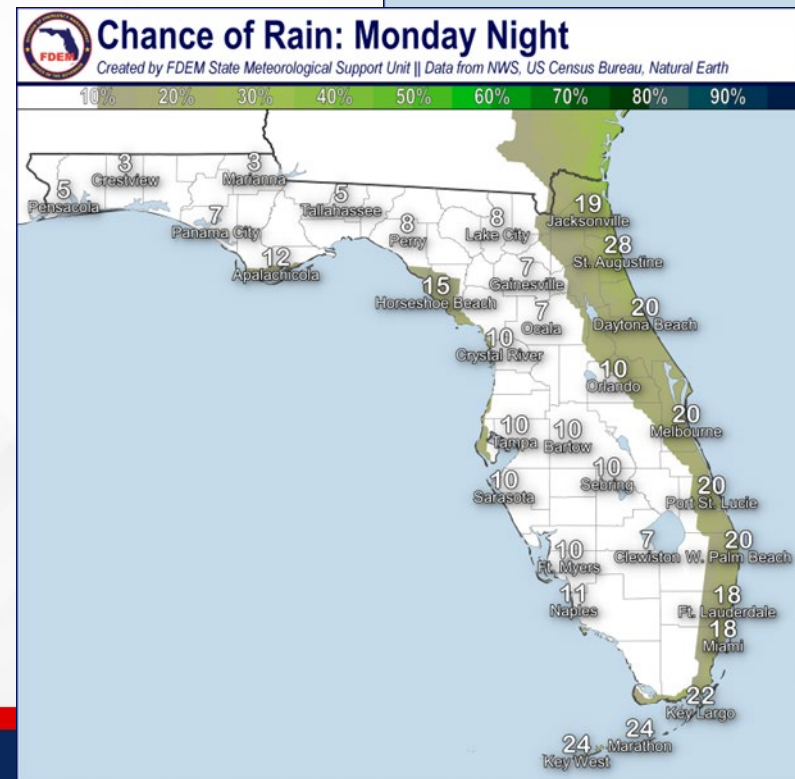 FDEM
Chance of Rain: Monday Night
Created by FDEM State Meteorological Support Unit || Data from NWS, US Census Bureau, Natural Earth
10% 20% 30% 40% 50% 60% 70% 80% 90%
3
Crestview
3
Marianna
5
Pensacola
5
Tallahassee
7
Panama City
8
Perry
8
Lake City
19
Jacksonville
12
Apalachicola
28
St. Augustine
15
Horseshoe Beach
7
Gainesville
7
Ocala
20
Daytona Beach
10
Crystal River
10
Orlando
10
Tampa
10
Bartow
20
Melbourne
10
Sarasota
10
Sebring
20
Port St. Lucie
10
Ft. Myers
7
Clewiston
20
W. Palm Beach
11
Naples
18
Ft. Lauderdale
18
Miami
22
Key Largo
24
Marathon
24
Key West